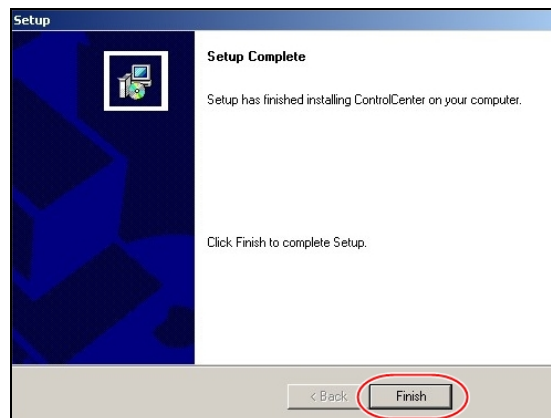 Setup
Setup Complete
Setup has finished installing ControlCenter on your computer.
Click Finish to complete Setup.
< Back
Finish